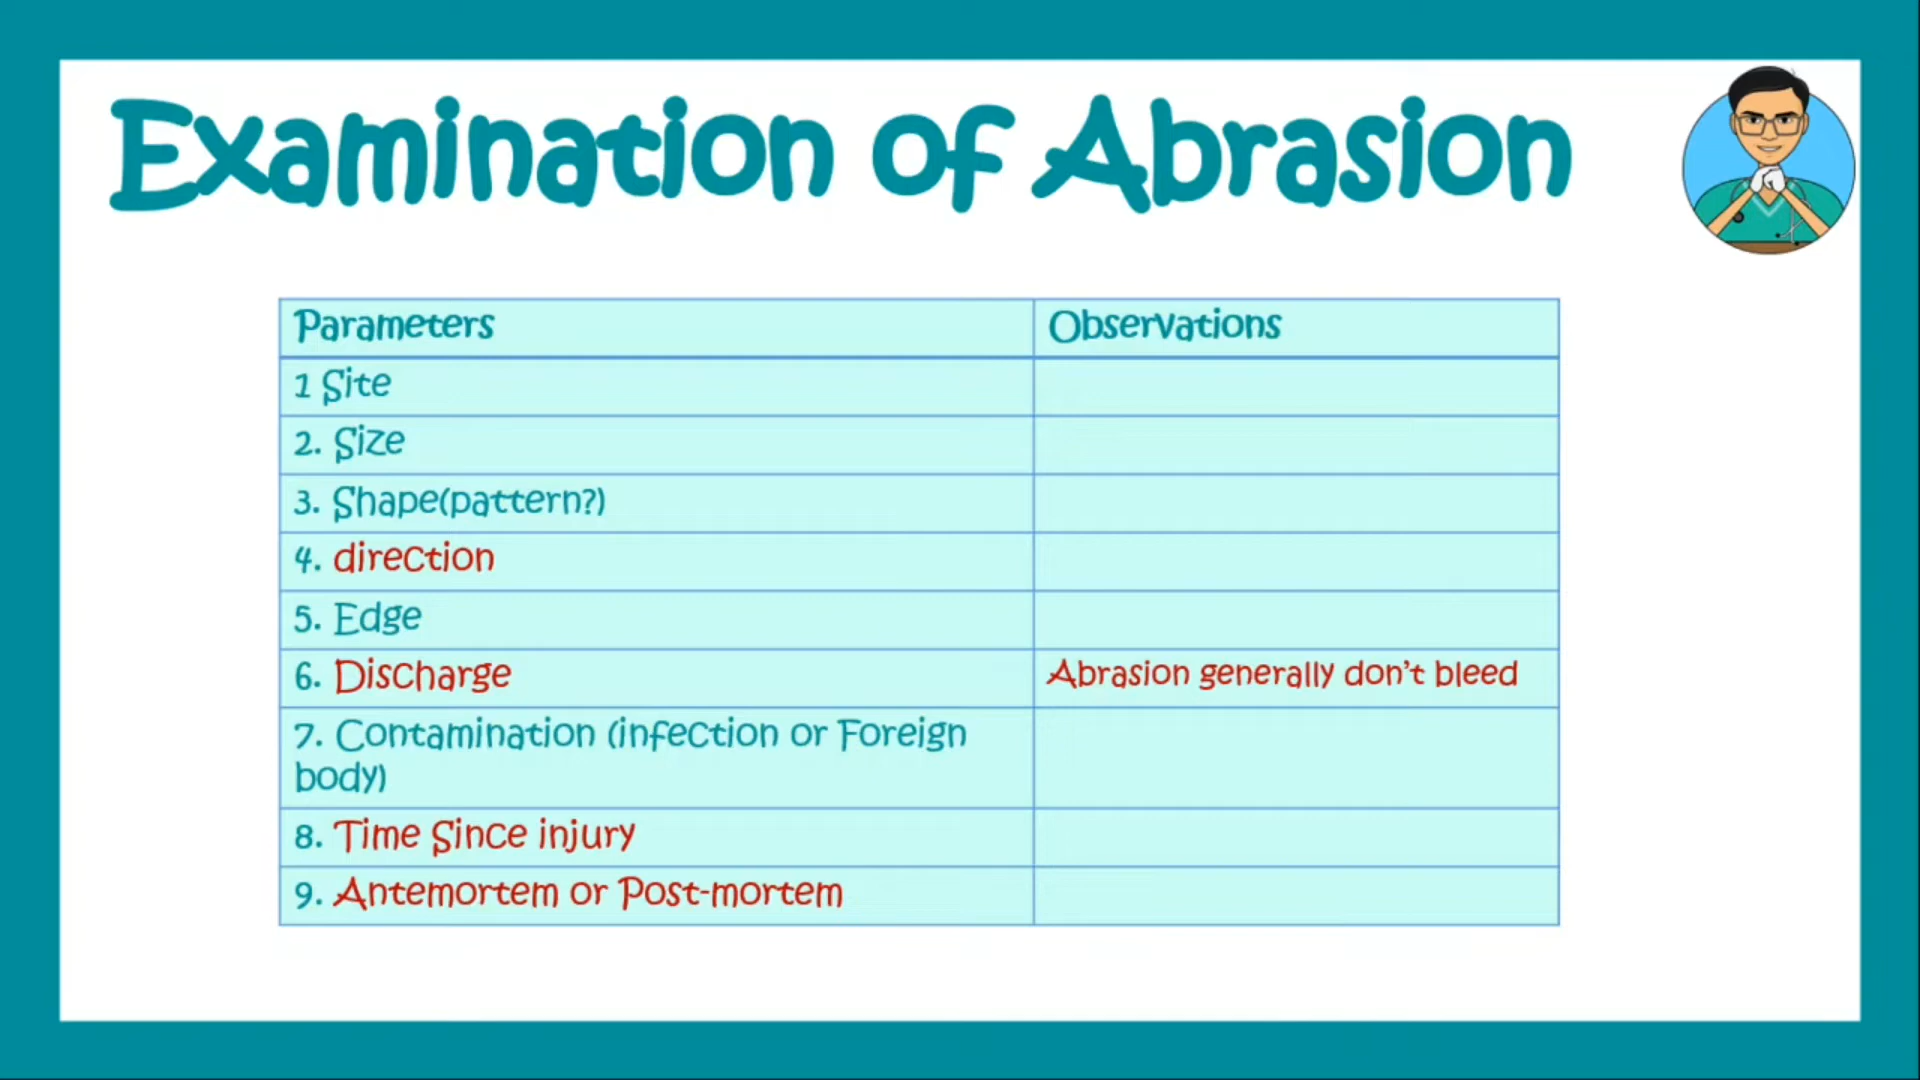 Examination of Abrasion
Parameters
Observations
1 Site
2. Size
3. Shape(pattern?)
4. direction
5. Edge
6. Discharge
Abrasion generally don't bleed
7. Contamination (infection or Foreign
body)
8. Time Since injury
9. Antemortem or Post-mortem